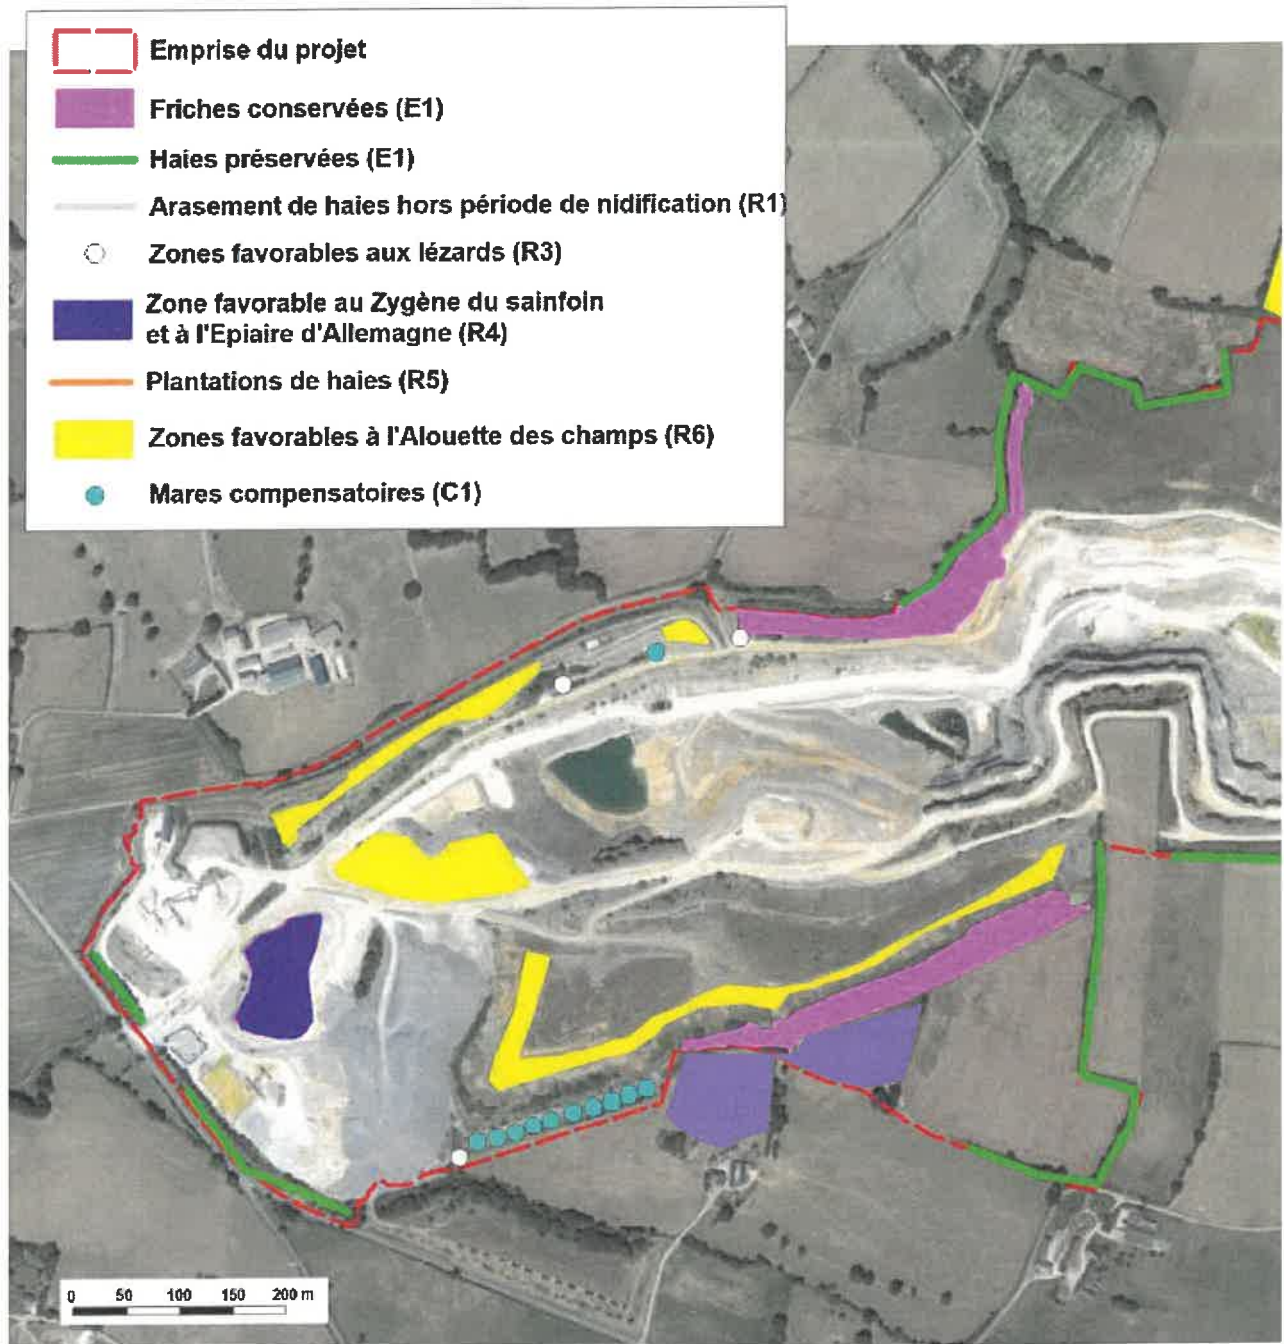 Emprise du projet
Friches conservées (E1)
Haies préservées (E1)
Arasement de haies hors période de nidification (R1)
Zones favorables aux lézards (R3)
Zone favorable au Zygène du sainfoin
et à l'Epiaire d'Allemagne (R4)
Plantations de haies (R5)
Zones favorables à l'Alouette des champs (R6)
Mares compensatoires (C1)
0 50 100 150 200 m